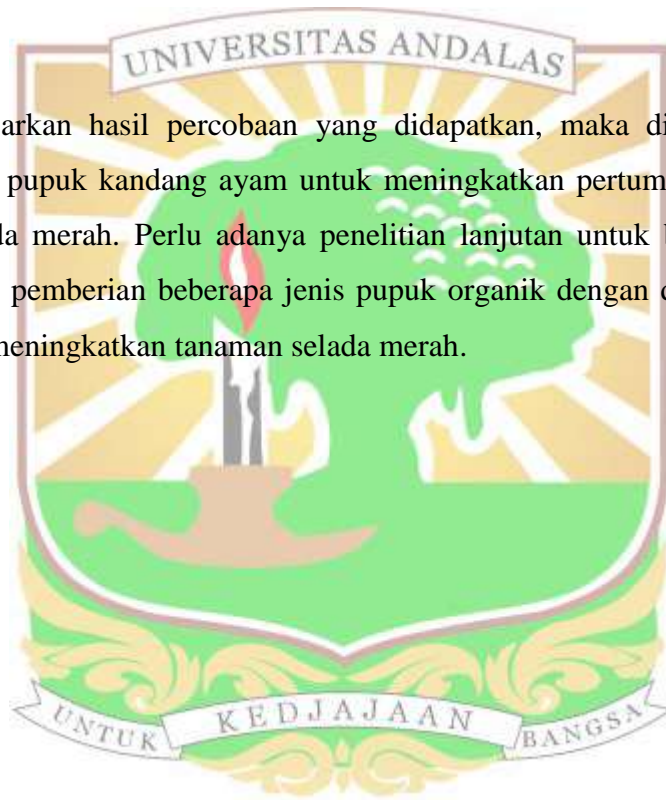 UNIVERSITAS ANDALAS
arkan hasil percobaan yang didapatkan, maka di
pupuk kandang ayam untuk meningkatkan pertum
da merah. Perlu adanya penelitian lanjutan untuk b
pemberian beberapa jenis pupuk organik dengan d
meningkatkan tanaman selada merah.
UNTUK KEDJAJAAN BANGSA